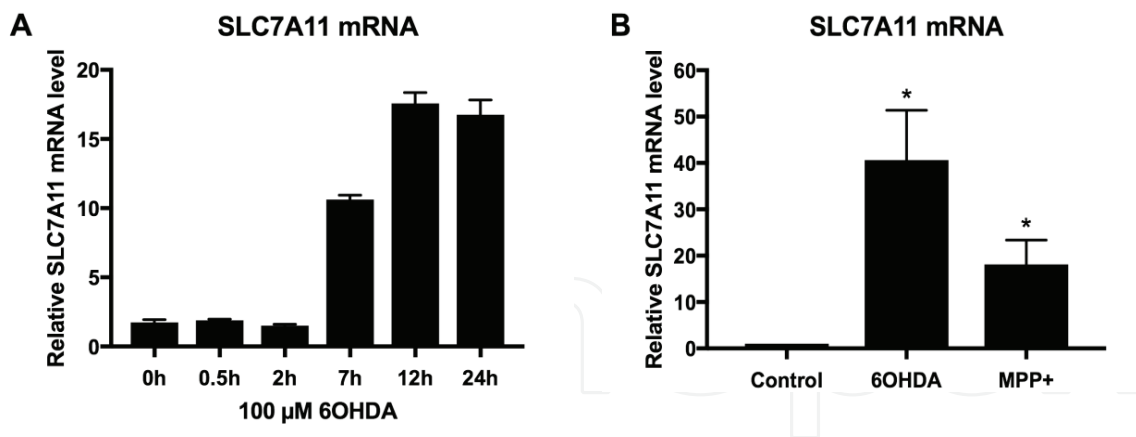 A
SLC7A11 mRNA
Relative SLC7A11 mRNA level
20
15
10
5
0
0h 0.5h 2h 7h 12h 24h
100 µM 6OHDA
B
SLC7A11 mRNA
Relative SLC7A11 mRNA level
60
50
40
30
20
10
0
* *
Control 6OHDA MPP+